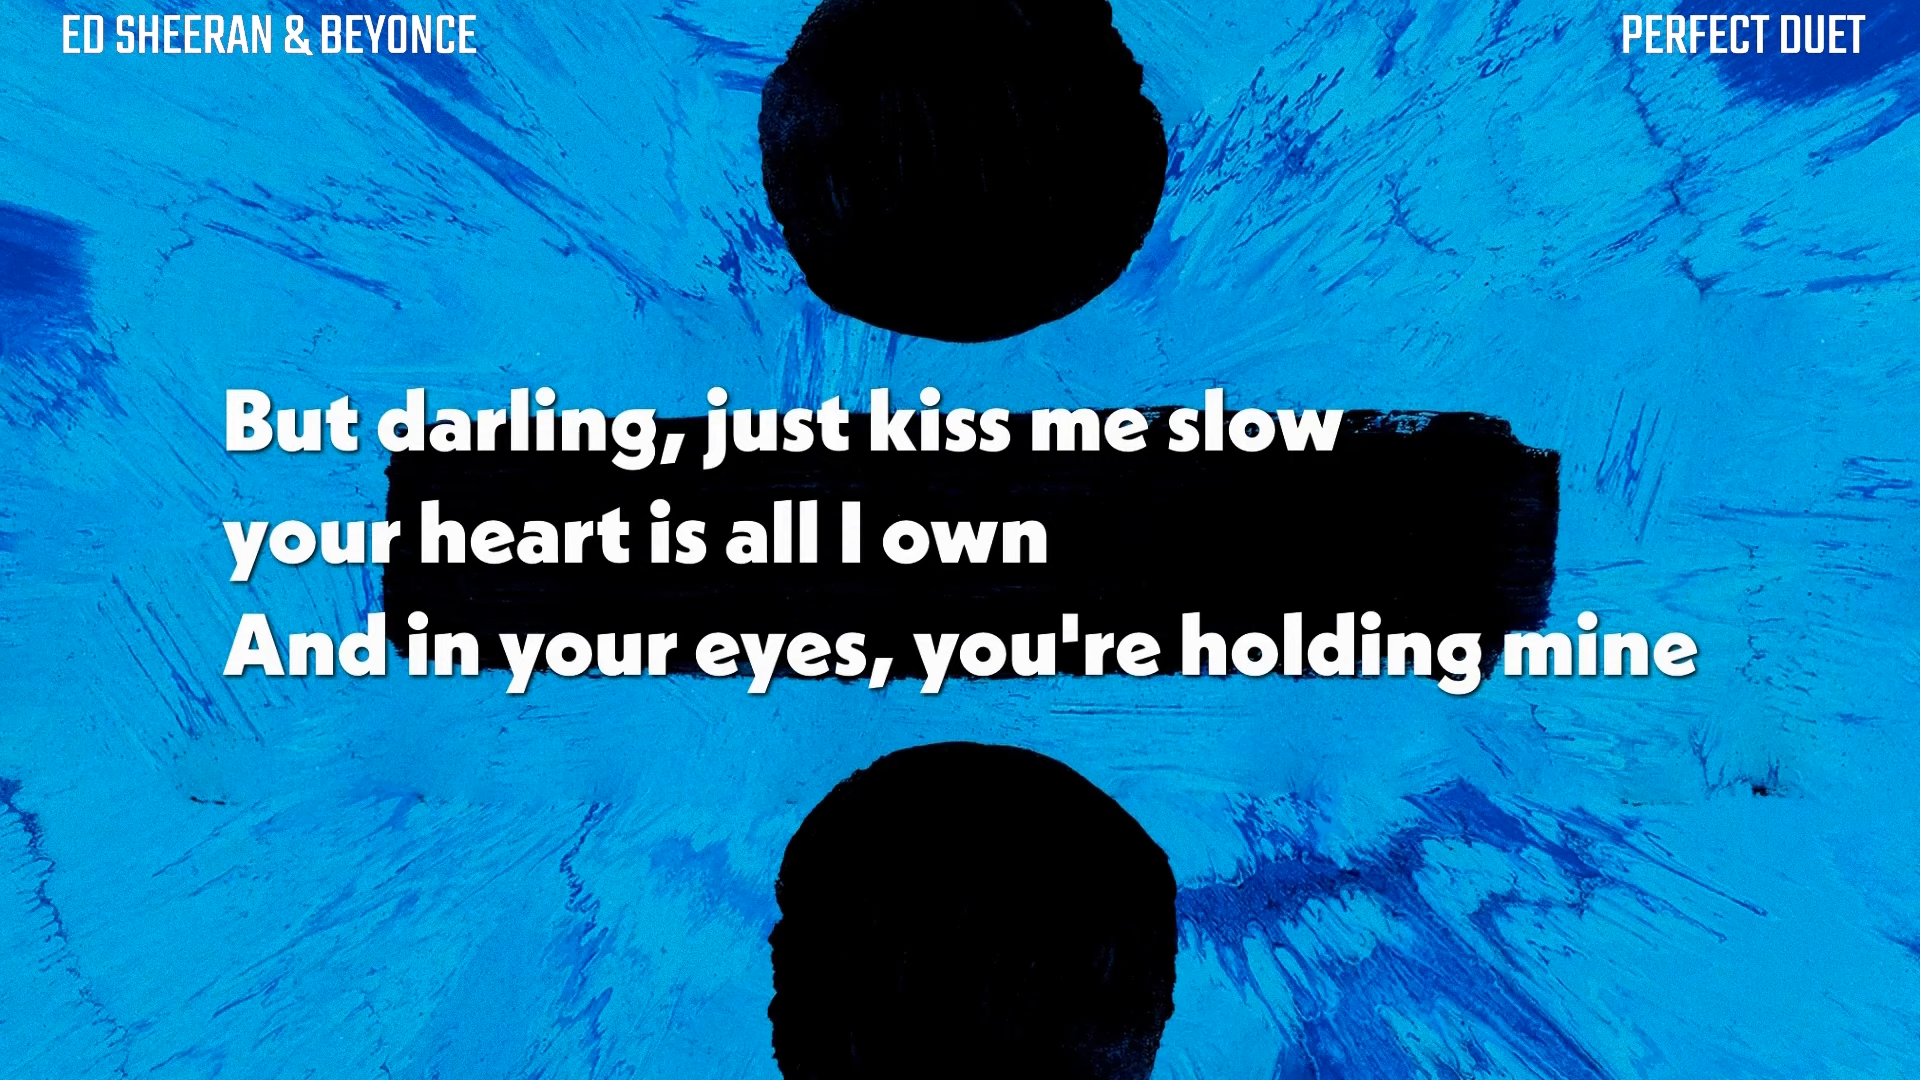 ED SHEERAN & BEYONCE
PERFECT DUET
But darling, just kiss me slow
your heart is all I own
And in your eyes, you're holding mine